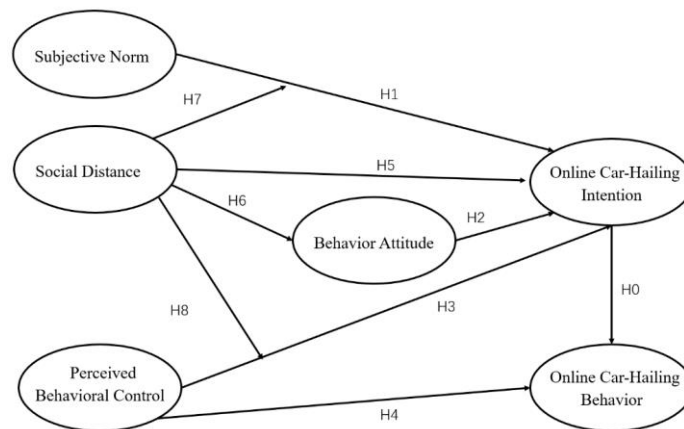 Subjective Norm
H7
H1
Social Distance
H5
Online Car-Hailing
Intention
H6
H2
Behavior Attitude
H3
H0
H8
Perceived
Behavioral Control
Online Car-Hailing
Behavior
H4